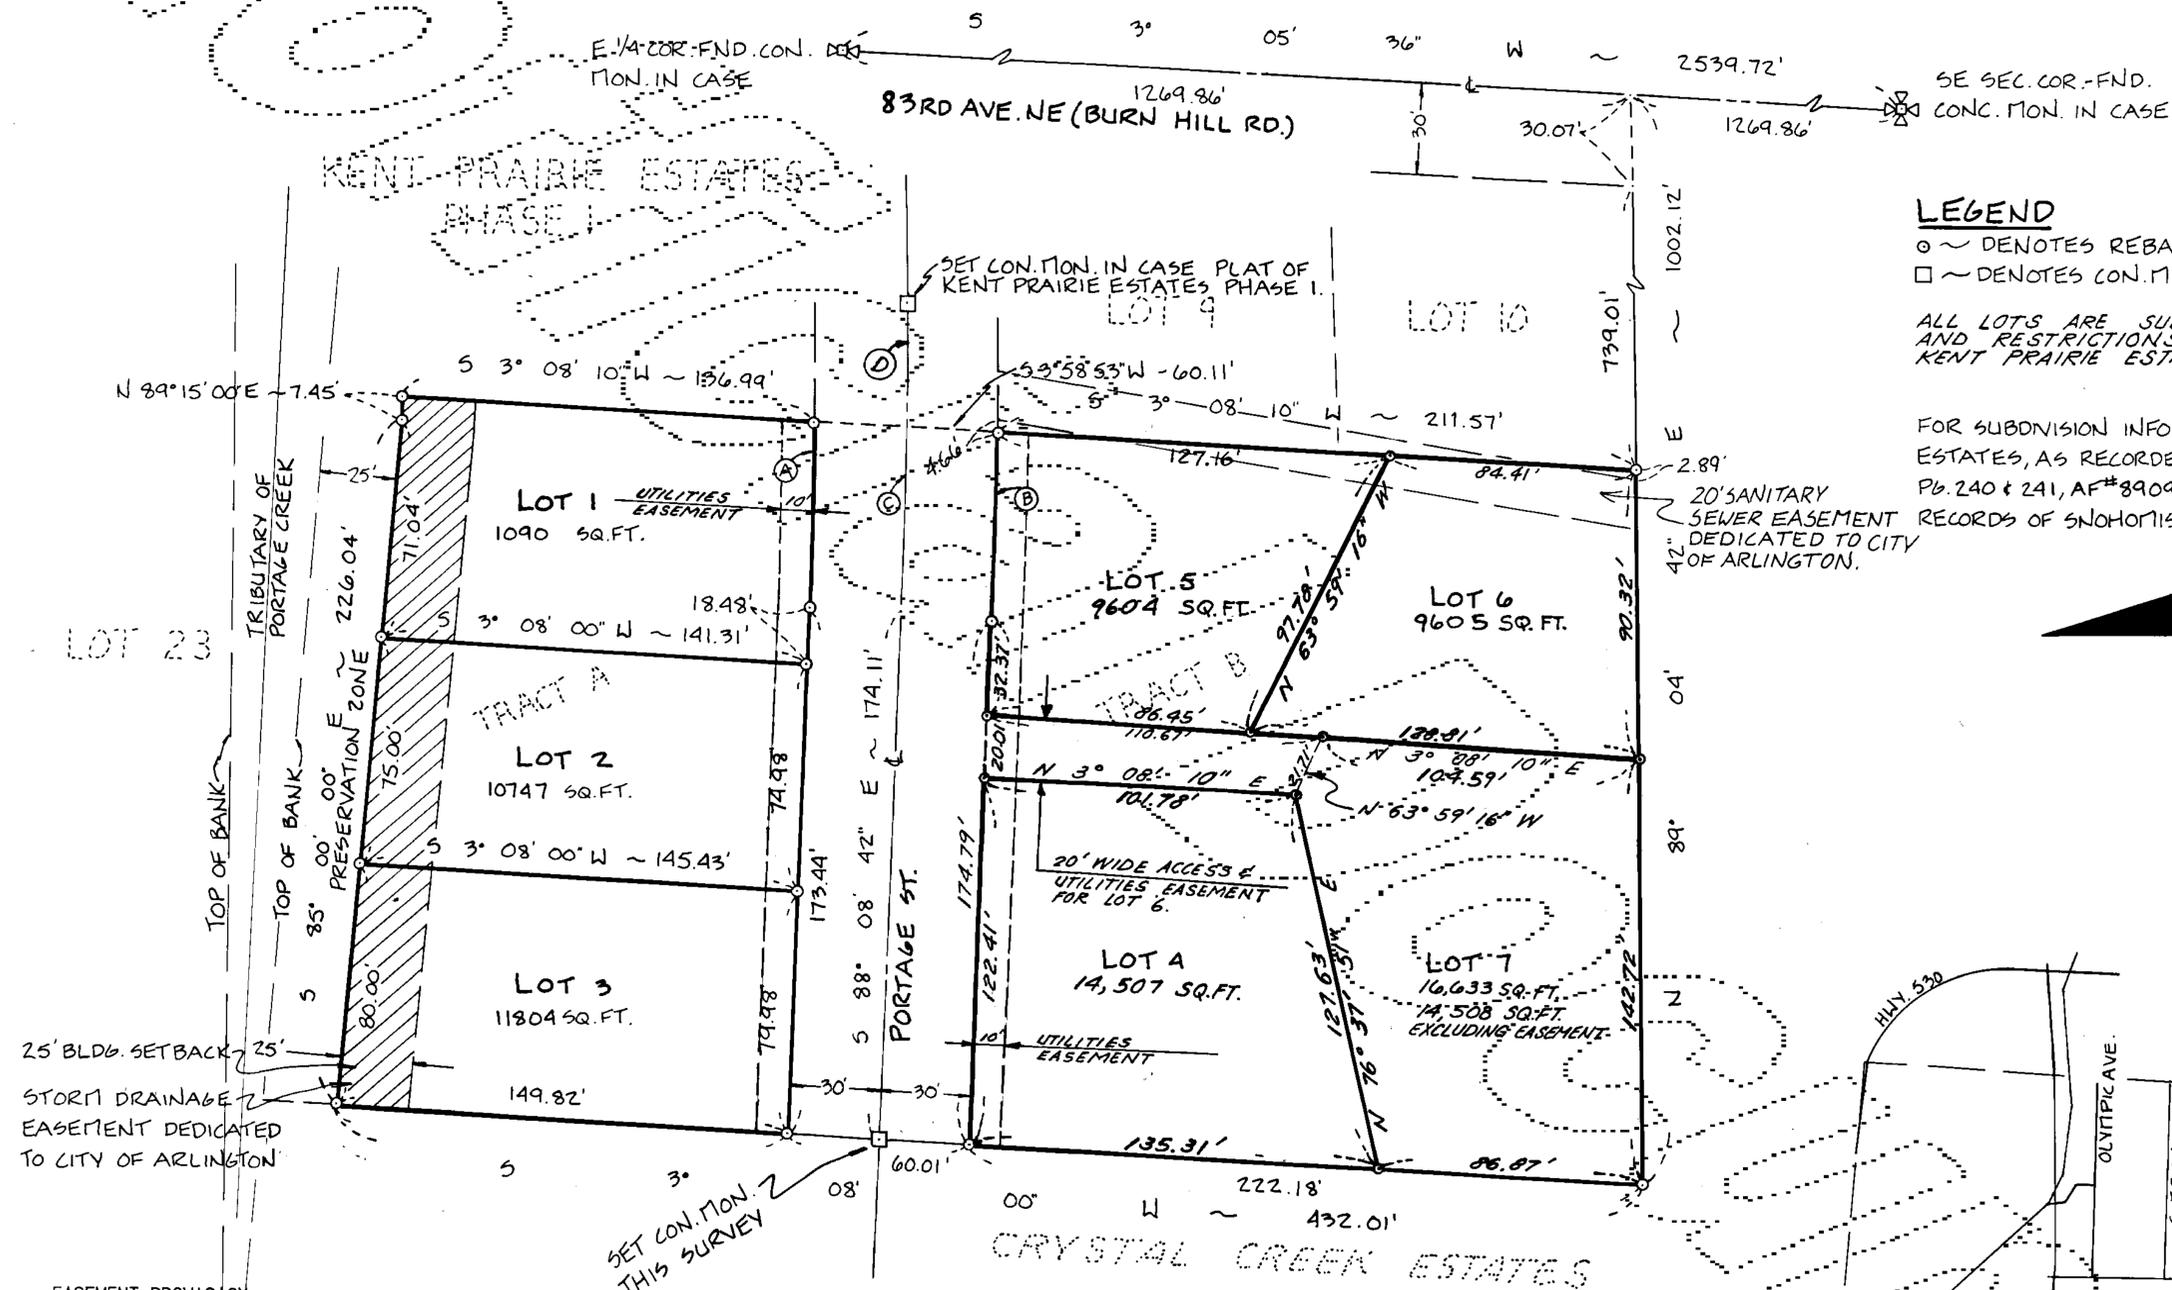 S 3° 05' 36" W ~ 2539.72'
E 1/4 COR.-FND. CON.
MON. IN CASE
SE SEC. COR.-FND.
CONC. MON. IN CASE
1269.86'
83RD AVE. NE (BURN HILL RD.)
30'
30.07'
1269.86'
KENT PRAIRIE ESTATES
PHASE 1
1002.12'
LEGEND
⊙ ~ DENOTES REBA
□ ~ DENOTES CON. M
SET CON. MON. IN CASE PLAT OF
KENT PRAIRIE ESTATES PHASE 1.
LOT 9
LOT 10
739.01'
ALL LOTS ARE SU
AND RESTRICTIONS
KENT PRAIRIE EST
D
S 3° 08' 10" W ~ 136.99'
N 89° 15' 00" E ~ 7.45'
S 3° 58' 53" W - 60.11'
S 3° 08' 10" W ~ 211.57'
4.66
127.16'
84.41'
2.89'
FOR SUBDIVISION INFO
ESTATES, AS RECORDE
PG. 240 & 241, AF# 8909
RECORDS OF SNOHOMIS
20' SANITARY
SEWER EASEMENT
DEDICATED TO CITY
OF ARLINGTON.
25'
A
C
B
TRIBUTARY OF
PORTAGE CREEK
71.04'
LOT 1
1090 SQ. FT.
UTILITIES
EASEMENT
10'
S 85° 00' 00" E ~ 226.04'
PRESERVATION ZONE
18.48'
S 3° 08' 00" W ~ 141.31'
LOT 23
TRACT A
LOT 5
9604 SQ. FT.
LOT 6
9605 SQ. FT.
97.78'
N 63° 59' 16" W
90.32'
N 89° 04' 42" E
TRACT B
32.37'
86.45'
110.67'
128.81'
N 3° 08' 10" E
104.59'
20.01'
N 3° 08' 10" E
101.78'
N 63° 59' 16" W
TOP OF BANK
TOP OF BANK
75.00'
LOT 2
10747 SQ. FT.
74.98
S 88° 08' 42" E ~ 174.11'
PORTAGE ST.
S 3° 08' 00" W ~ 145.43'
173.44'
174.79'
20' WIDE ACCESS &
UTILITIES EASEMENT
FOR LOT 6.
LOT 3
11804 SQ. FT.
80.00'
79.98'
122.41'
LOT 4
14,507 SQ. FT.
127.63'
N 76° 37' 51" E
LOT 7
16,633 SQ. FT.
14,508 SQ. FT.
EXCLUDING EASEMENT
142.72'
HWY. 530
OLYMPIC AVE.
25' BLDG. SETBACK
25'
STORM DRAINAGE
EASEMENT DEDICATED
TO CITY OF ARLINGTON
149.82'
30'
30'
10'
UTILITIES
EASEMENT
60.01'
135.31'
86.87'
222.18'
S 3° 08' 00" W ~ 432.01'
SET CON. MON.
THIS SURVEY
CRYSTAL CREEK ESTATES
EASEMENT PROVISION